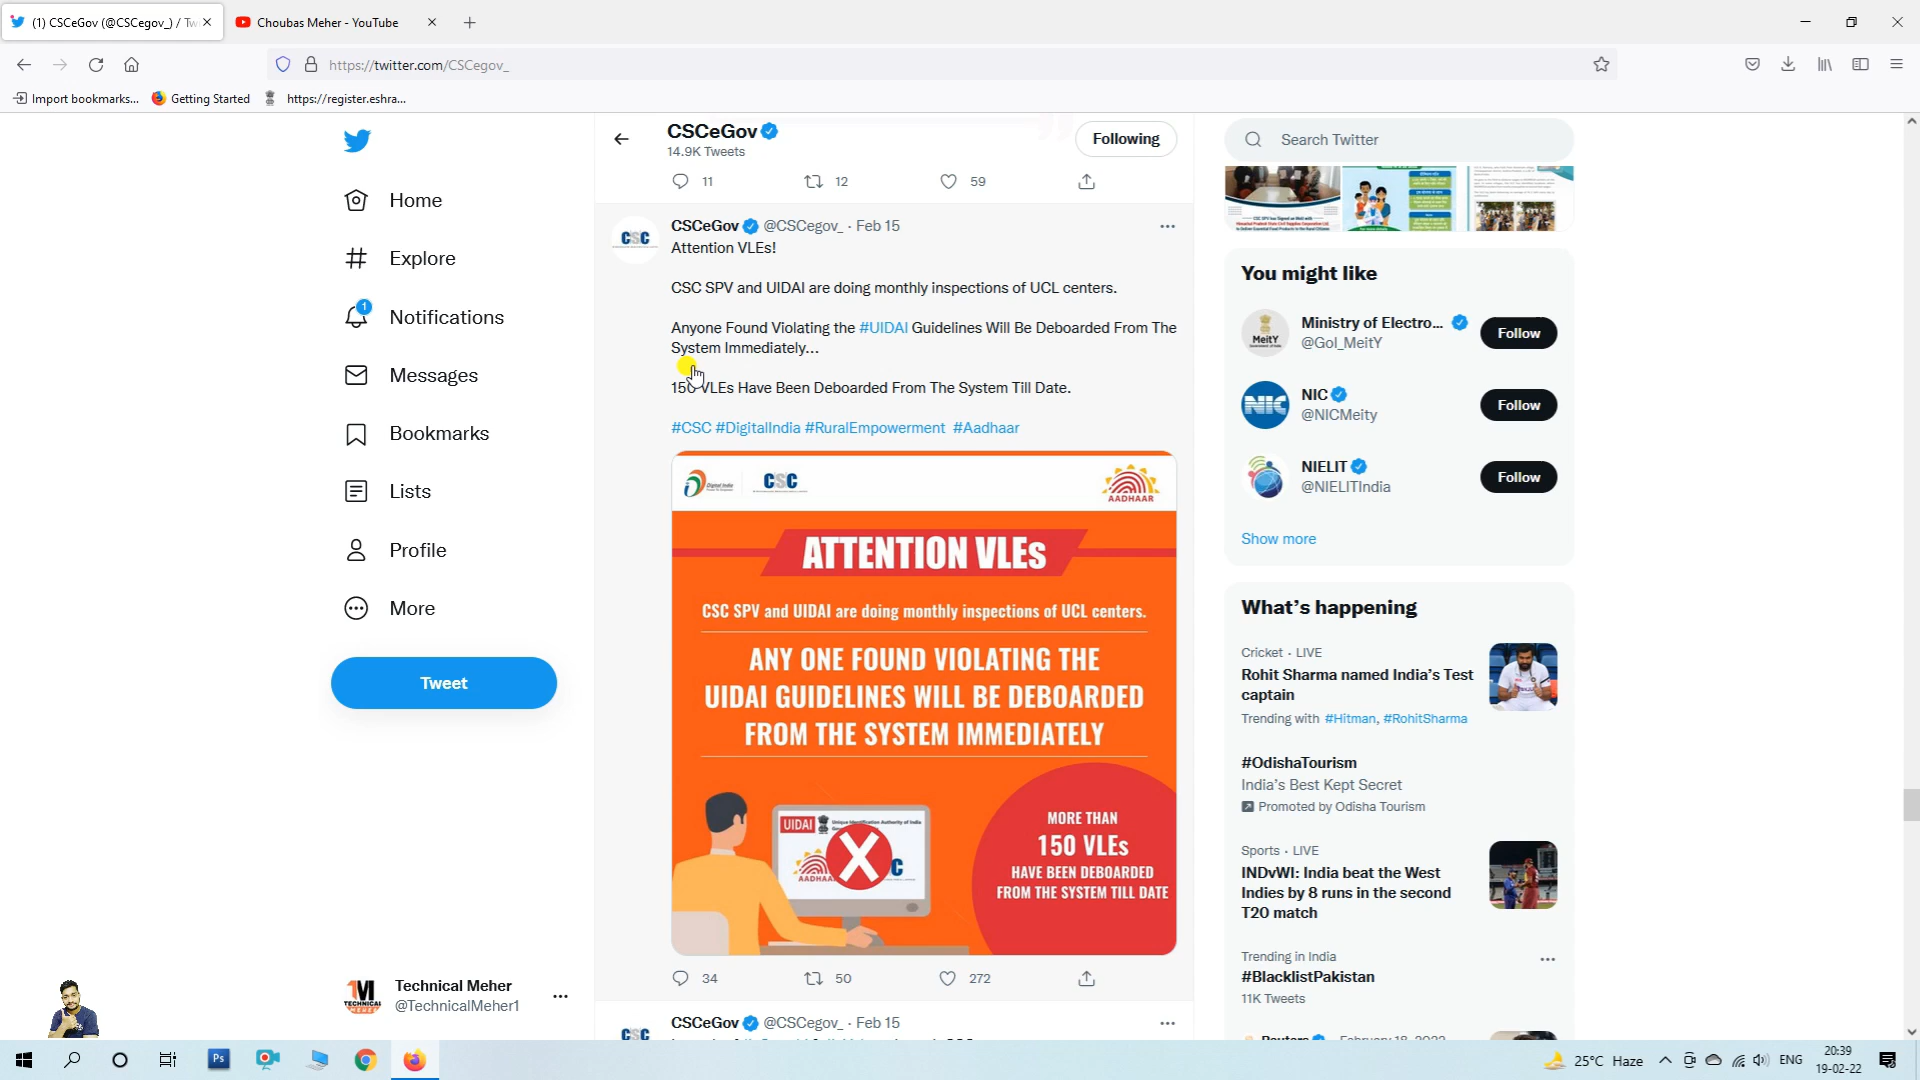 (1) CSCeGov (@CSCegov_) / Tw
Choubas Meher - YouTube
https://twitter.com/CSCegov_
Import bookmarks...
Getting Started
https://register.eshra...
Home
Explore
1
Notifications
Messages
Bookmarks
Lists
Profile
More
Tweet
Technical Meher
@TechnicalMeher1
CSCeGov
14.9K Tweets
Following
11
12
59
CSCeGov @CSCegov_ · Feb 15
Attention VLEs!
CSC SPV and UIDAI are doing monthly inspections of UCL centers.
Anyone Found Violating the #UIDAI Guidelines Will Be Deboarded From The
System Immediately...
150 VLEs Have Been Deboarded From The System Till Date.
#CSC #DigitalIndia #RuralEmpowerment #Aadhaar
Digital India
CSC
AADHAAR
ATTENTION VLEs
CSC SPV and UIDAI are doing monthly inspections of UCL centers.
ANY ONE FOUND VIOLATING THE
UIDAI GUIDELINES WILL BE DEBOARDED
FROM THE SYSTEM IMMEDIATELY
UIDAI
Unique Identification Authority of India
MORE THAN
150 VLEs
HAVE BEEN DEBOARDED
FROM THE SYSTEM TILL DATE
34
50
272
CSCeGov @CSCegov_ · Feb 15
Search Twitter
You might like
Ministry of Electro...
@GoI_MeitY
Follow
NIC
@NICMeity
Follow
NIELIT
@NIELITIndia
Follow
Show more
What's happening
Cricket · LIVE
Rohit Sharma named India's Test
captain
Trending with #Hitman, #RohitSharma
#OdishaTourism
India's Best Kept Secret
Promoted by Odisha Tourism
Sports · LIVE
INDvWI: India beat the West
Indies by 8 runs in the second
T20 match
Trending in India
#BlacklistPakistan
11K Tweets
Ps
25°C Haze
ENG
20:39
19-02-22